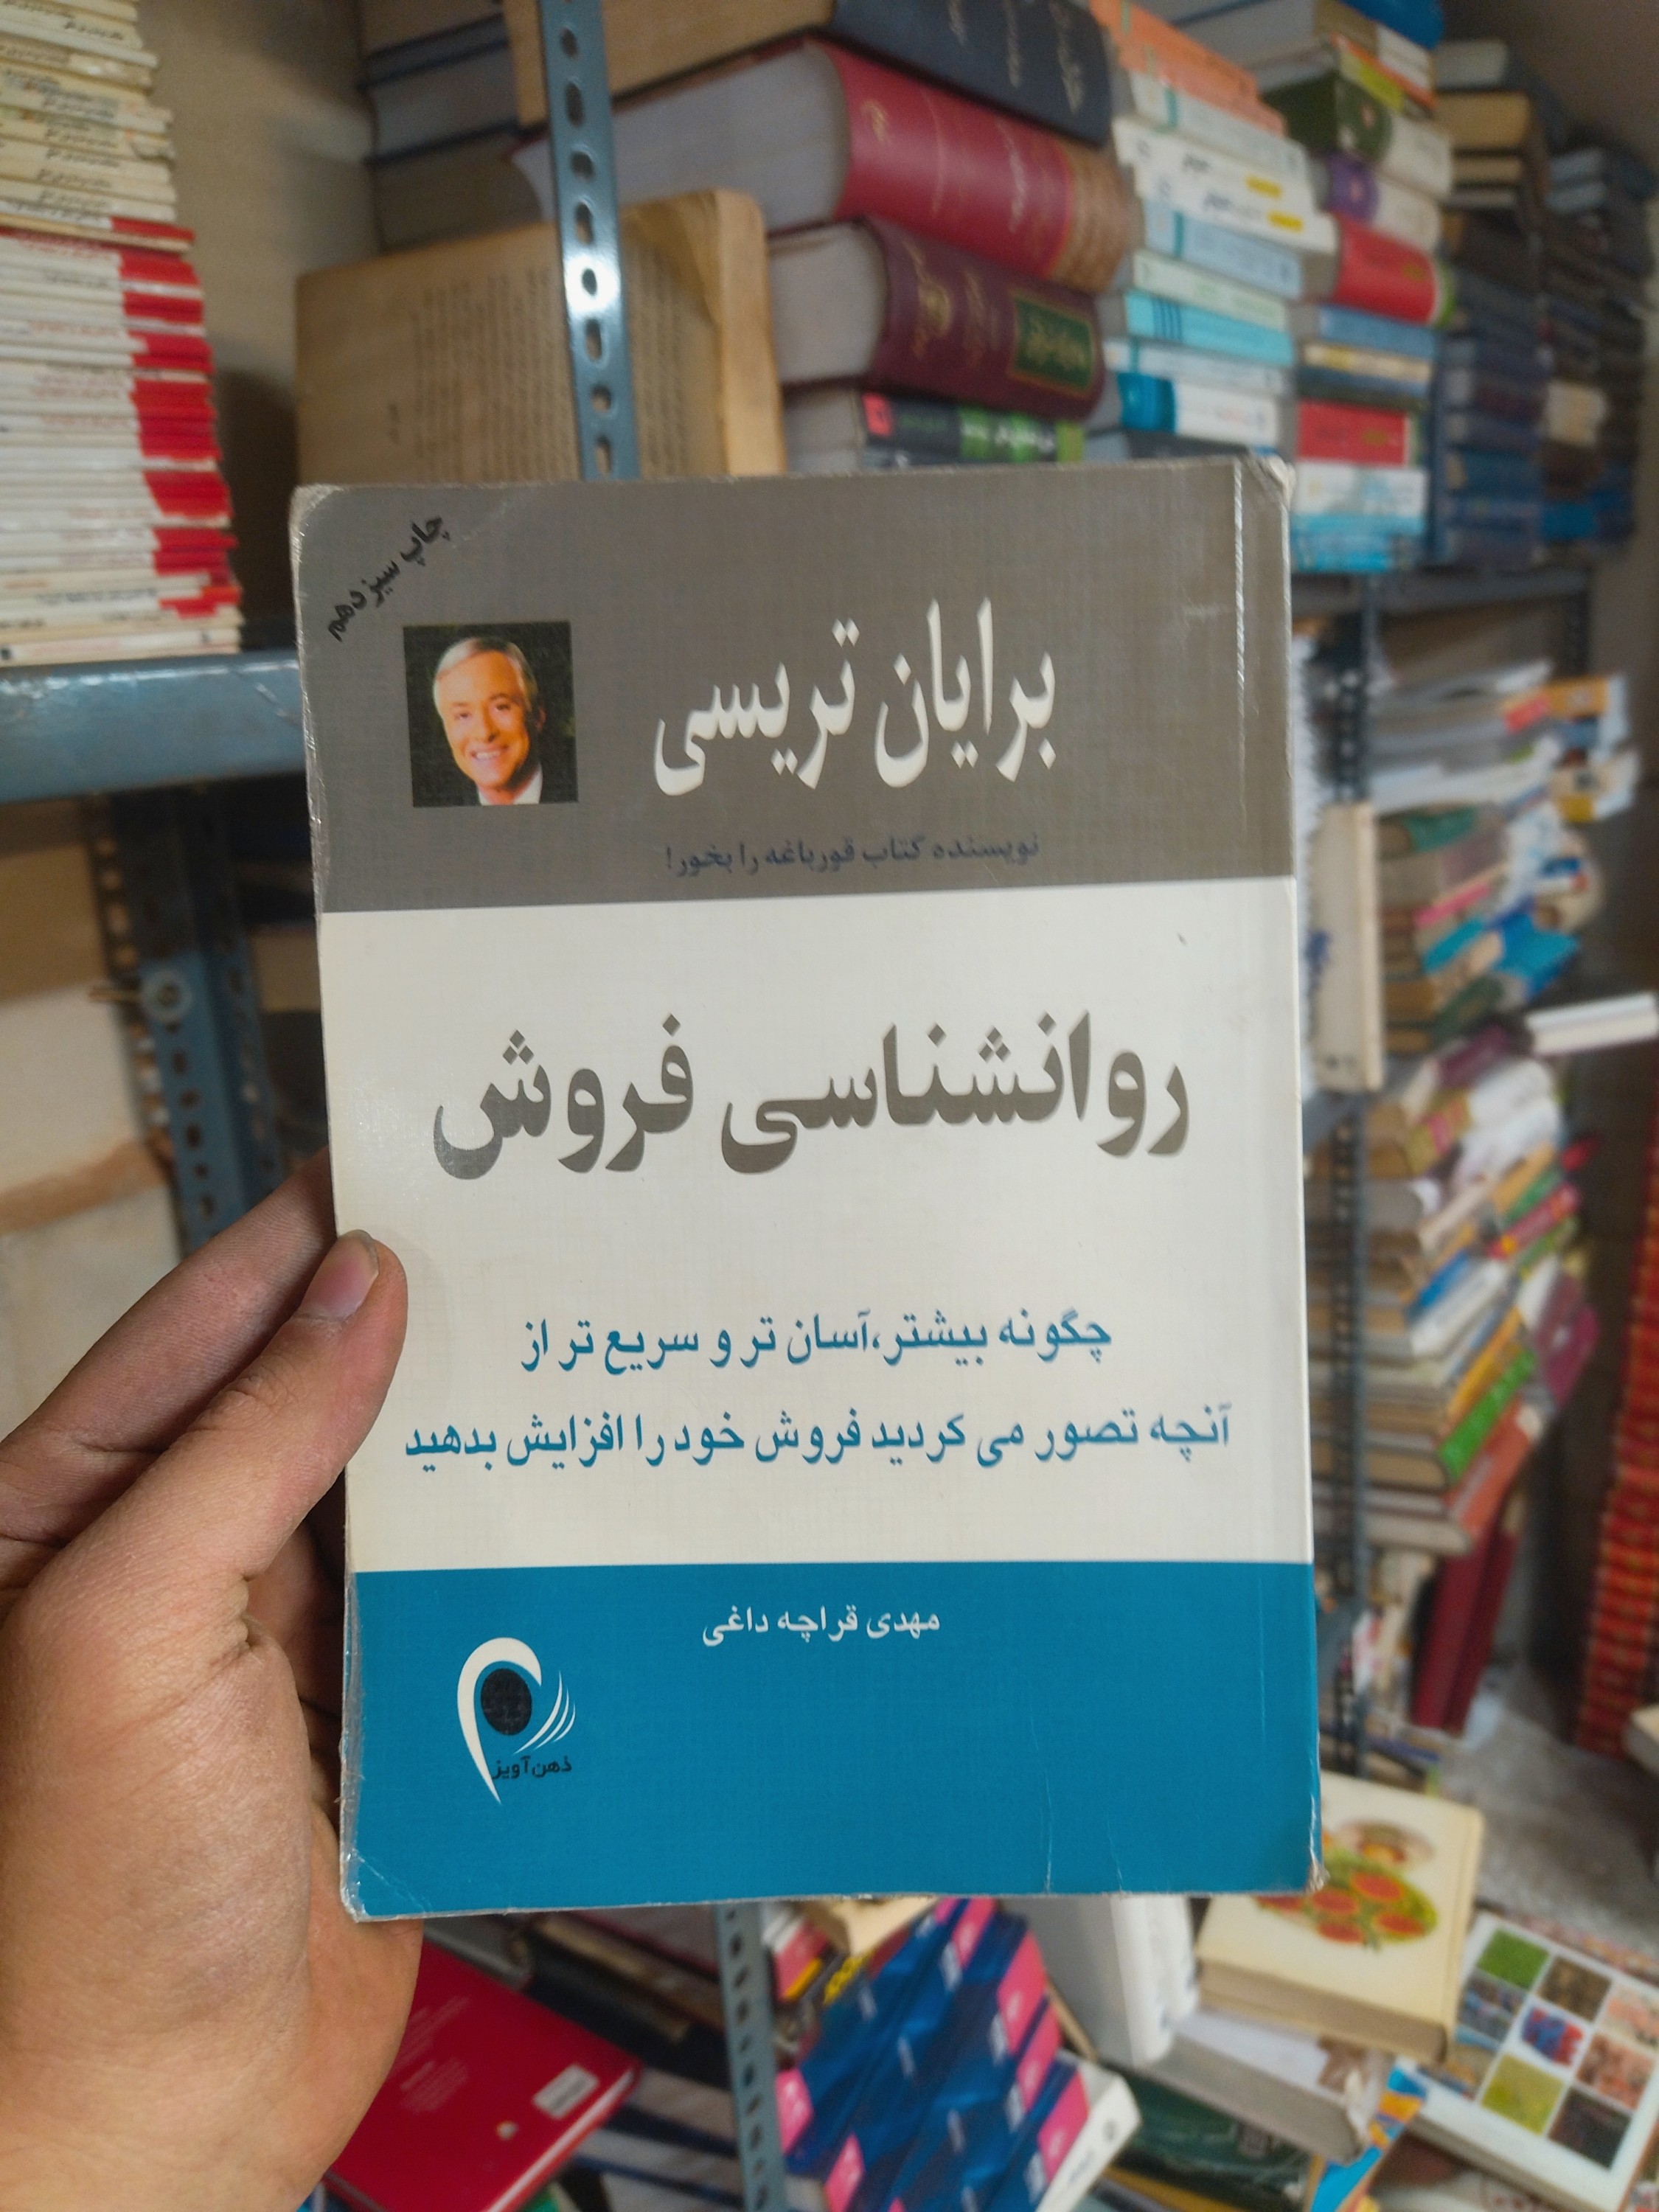 چاپ سیزدهم
برایان تریسی
نویسنده کتاب قورباغه را بخور!
روانشناسی فروش
چگونه بیشتر،آسان تر و سریع تر از
آنچه تصور می کردید فروش خود را افزایش بدهید
مهدی قراچه داغی
ذهن آویز